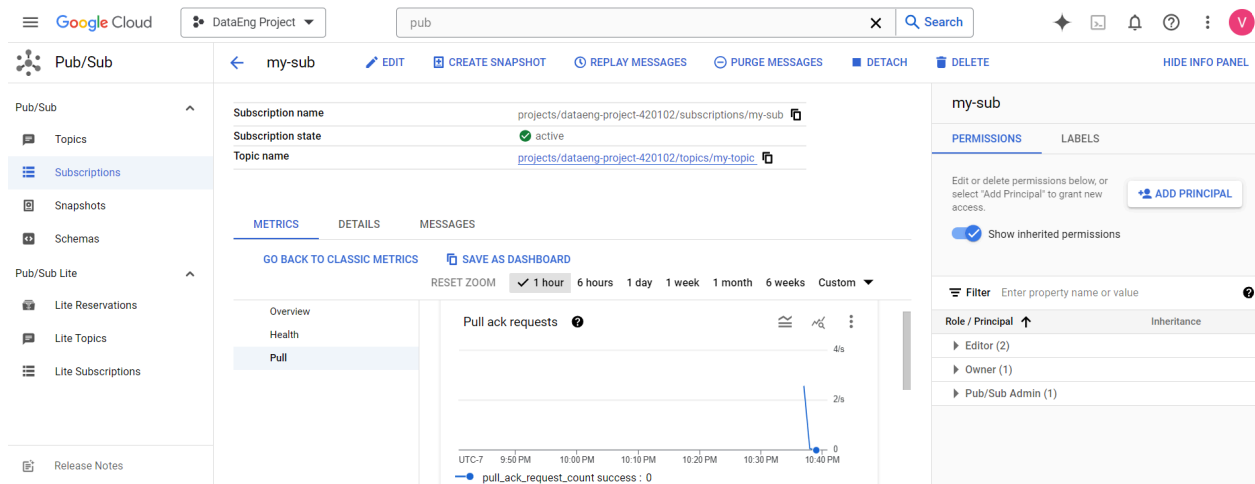 Google Cloud
DataEng Project
pub
Search
V
Pub/Sub
my-sub
EDIT
CREATE SNAPSHOT
REPLAY MESSAGES
PURGE MESSAGES
DETACH
DELETE
HIDE INFO PANEL
Pub/Sub
Topics
Subscriptions
Snapshots
Schemas
Pub/Sub Lite
Lite Reservations
Lite Topics
Lite Subscriptions
Release Notes
Subscription name projects/dataeng-project-420102/subscriptions/my-sub
Subscription state active
Topic name projects/dataeng-project-420102/topics/my-topic
METRICS DETAILS MESSAGES
GO BACK TO CLASSIC METRICS SAVE AS DASHBOARD
RESET ZOOM 1 hour 6 hours 1 day 1 week 1 month 6 weeks Custom
Overview
Health
Pull
Pull ack requests
4/s
2/s
0
UTC-7 9:50 PM 10:00 PM 10:10 PM 10:20 PM 10:30 PM 10:40 PM
pull_ack_request_count success : 0
my-sub
PERMISSIONS LABELS
Edit or delete permissions below, or
select "Add Principal" to grant new
access.
ADD PRINCIPAL
Show inherited permissions
Filter Enter property name or value
Role / Principal Inheritance
Editor (2)
Owner (1)
Pub/Sub Admin (1)